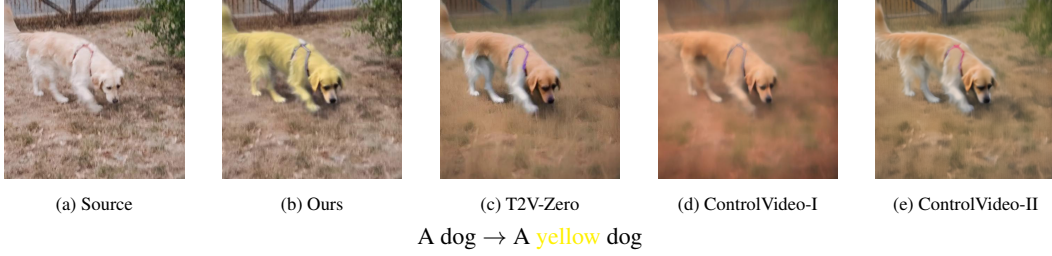 (a) Source (b) Ours (c) T2V-Zero (d) ControlVideo-I (e) ControlVideo-II
A dog → A yellow dog